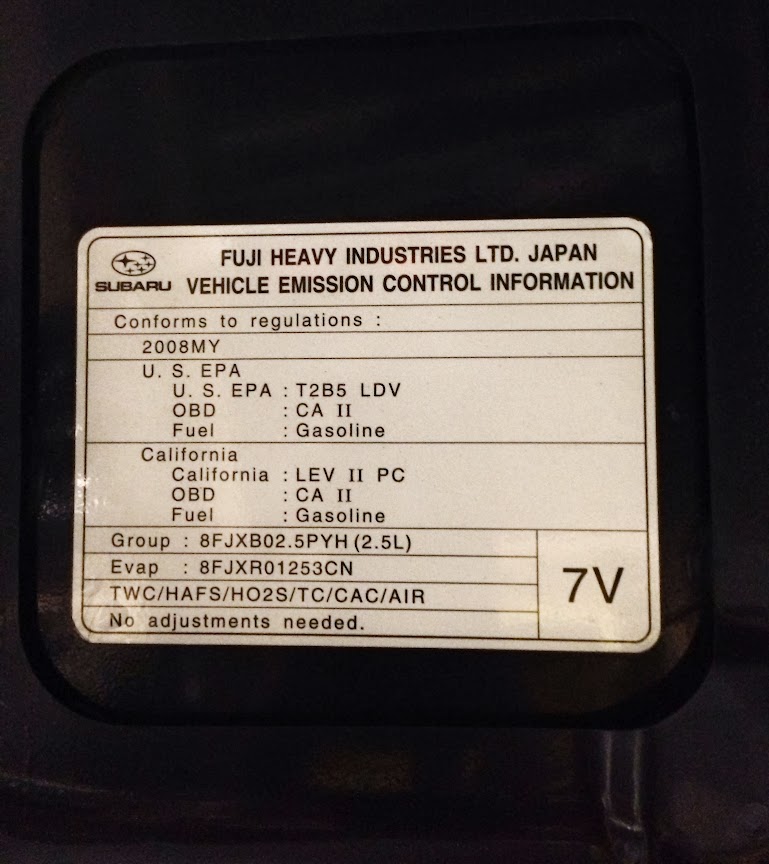 SUBARU
FUJI HEAVY INDUSTRIES LTD. JAPAN
VEHICLE EMISSION CONTROL INFORMATION
Conforms to regulations :
2008MY
U. S. EPA
U. S. EPA : T2B5 LDV
OBD : CA II
Fuel : Gasoline
California
California : LEV II PC
OBD : CA II
Fuel : Gasoline
Group : 8FJXB02.5PYH (2.5L)
Evap : 8FJXR01253CN
TWC/HAFS/HO2S/TC/CAC/AIR
No adjustments needed.
7V